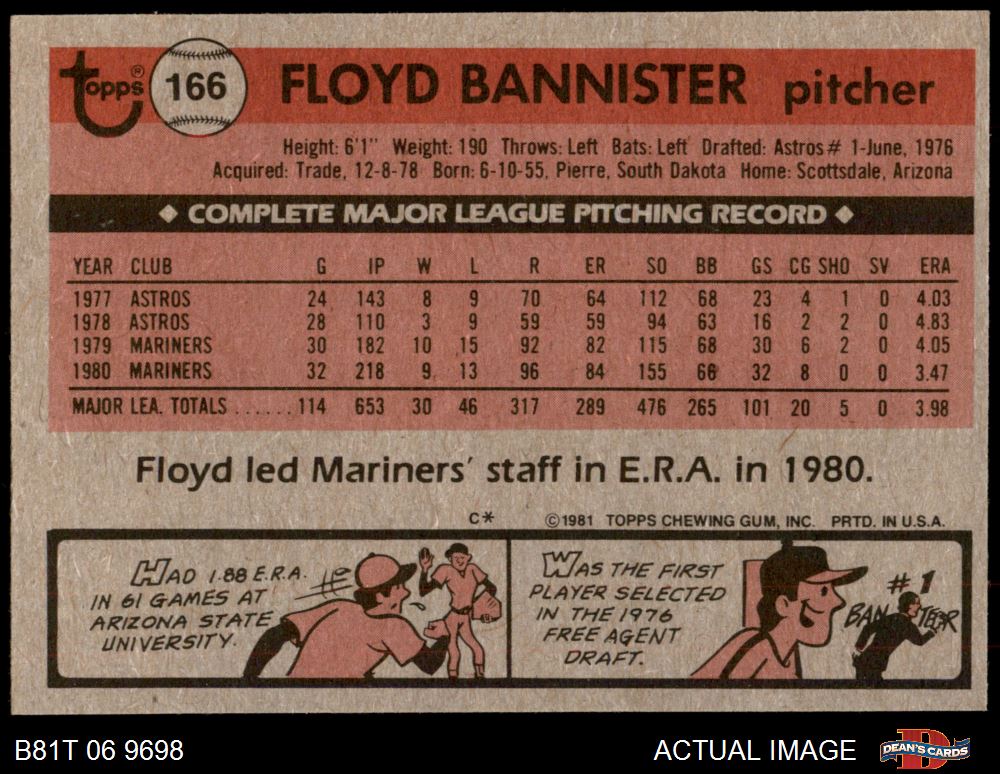 topps® 166 FLOYD BANNISTER pitcher
Height: 6'1" Weight: 190 Throws: Left Bats: Left Drafted: Astros # 1-June, 1976
Acquired: Trade, 12-8-78 Born: 6-10-55, Pierre, South Dakota Home: Scottsdale, Arizona
◆ COMPLETE MAJOR LEAGUE PITCHING RECORD ◆
YEAR CLUB G IP W L R ER SO BB GS CG SHO SV ERA
1977 ASTROS 24 143 8 9 70 64 112 68 23 4 1 0 4.03
1978 ASTROS 28 110 3 9 59 59 94 63 16 2 2 0 4.83
1979 MARINERS 30 182 10 15 92 82 115 68 30 6 2 0 4.05
1980 MARINERS 32 218 9 13 96 84 155 66 32 8 0 0 3.47
MAJOR LEA. TOTALS ...... 114 653 30 46 317 289 476 265 101 20 5 0 3.98
Floyd led Mariners' staff in E.R.A. in 1980.
C* ©1981 TOPPS CHEWING GUM, INC. PRTD. IN U.S.A.
HAD 1.88 E.R.A.
IN 61 GAMES AT
ARIZONA STATE
UNIVERSITY.
WAS THE FIRST
PLAYER SELECTED
IN THE 1976
FREE AGENT
DRAFT.
#1
B81T 06 9698 ACTUAL IMAGE DEAN'S CARDS